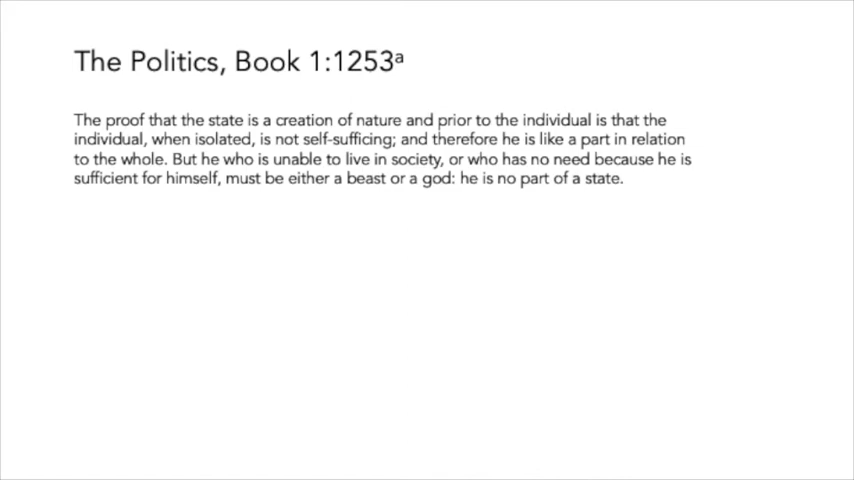 The Politics, Book 1:1253ª
The proof that the state is a creation of nature and prior to the individual is that the
individual, when isolated, is not self-sufficing; and therefore he is like a part in relation
to the whole. But he who is unable to live in society, or who has no need because he is
sufficient for himself, must be either a beast or a god: he is no part of a state.